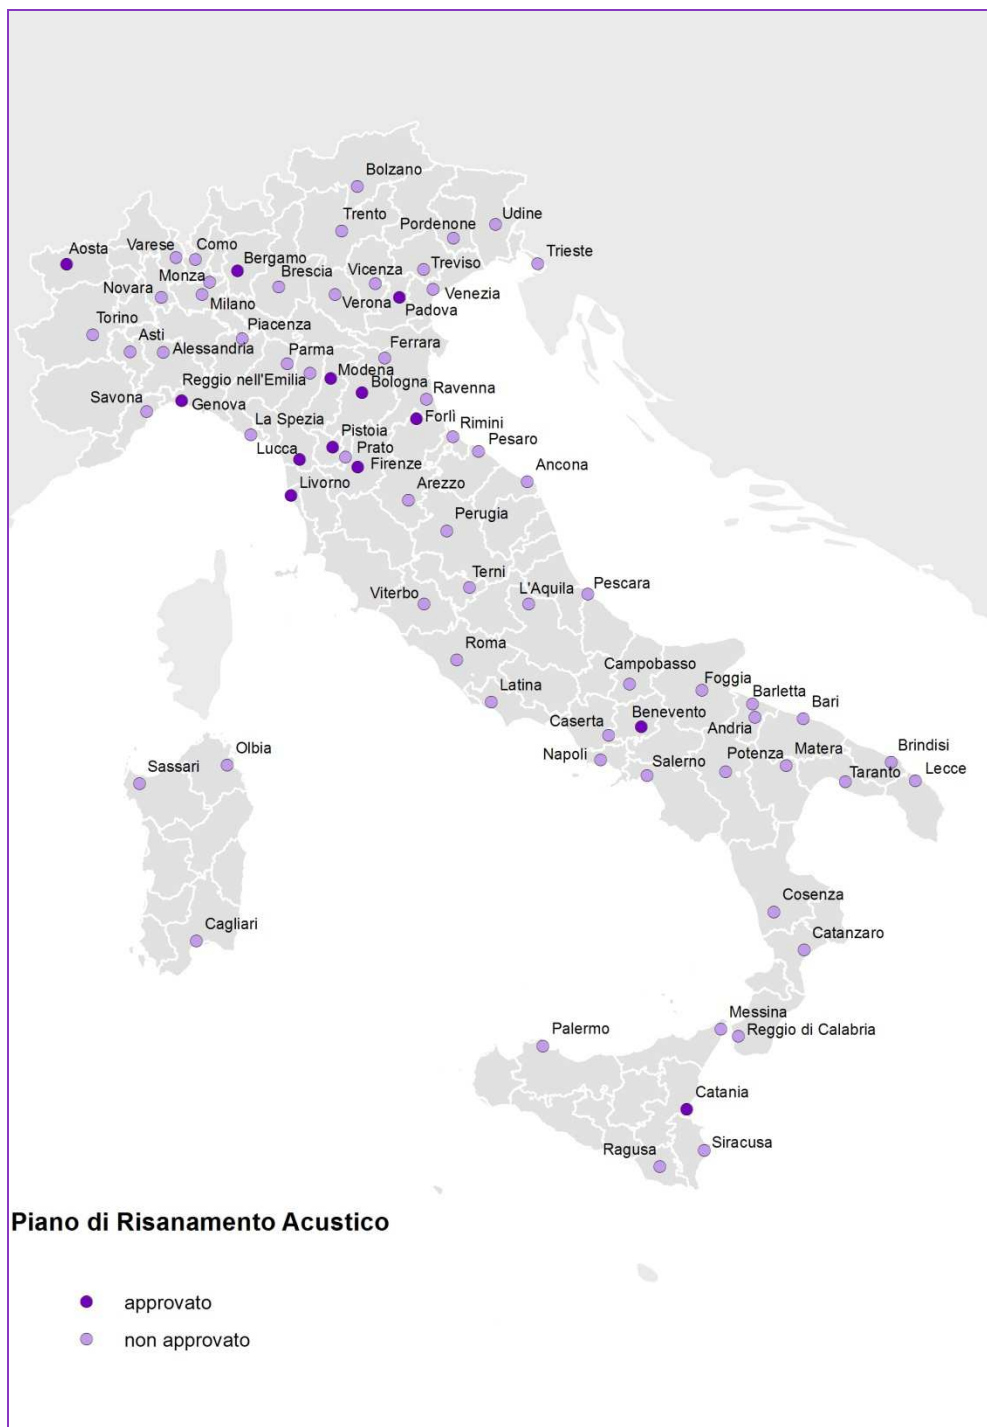 Bolzano
Trento
Pordenone
Udine
Aosta
Varese
Como
Bergamo
Monza
Brescia
Vicenza
Treviso
Trieste
Novara
Milano
Verona
Padova
Venezia
Torino
Asti
Piacenza
Alessandria
Parma
Ferrara
Reggio nell'Emilia
Modena
Bologna
Ravenna
Savona
Genova
La Spezia
Pistoia
Forlì
Rimini
Lucca
Prato
Firenze
Pesaro
Livorno
Arezzo
Ancona
Perugia
Terni
Viterbo
L'Aquila
Pescara
Roma
Campobasso
Latina
Foggia
Barletta
Caserta
Benevento
Andria
Bari
Napoli
Salerno
Potenza
Matera
Brindisi
Taranto
Lecce
Olbia
Sassari
Cosenza
Cagliari
Catanzaro
Messina
Palermo
Reggio di Calabria
Catania
Ragusa
Siracusa
Piano di Risanamento Acustico
approvato
non approvato